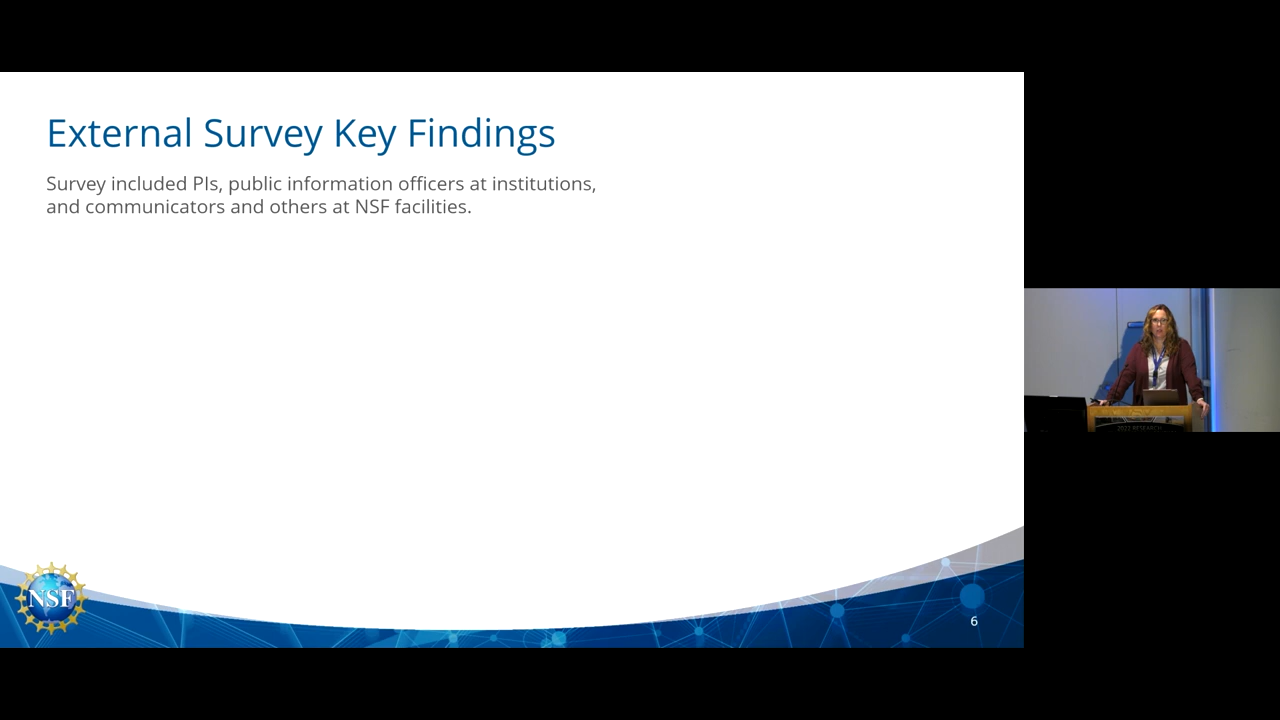 External Survey Key Findings
Survey included PIs, public information officers at institutions,
and communicators and others at NSF facilities.
NSF
6